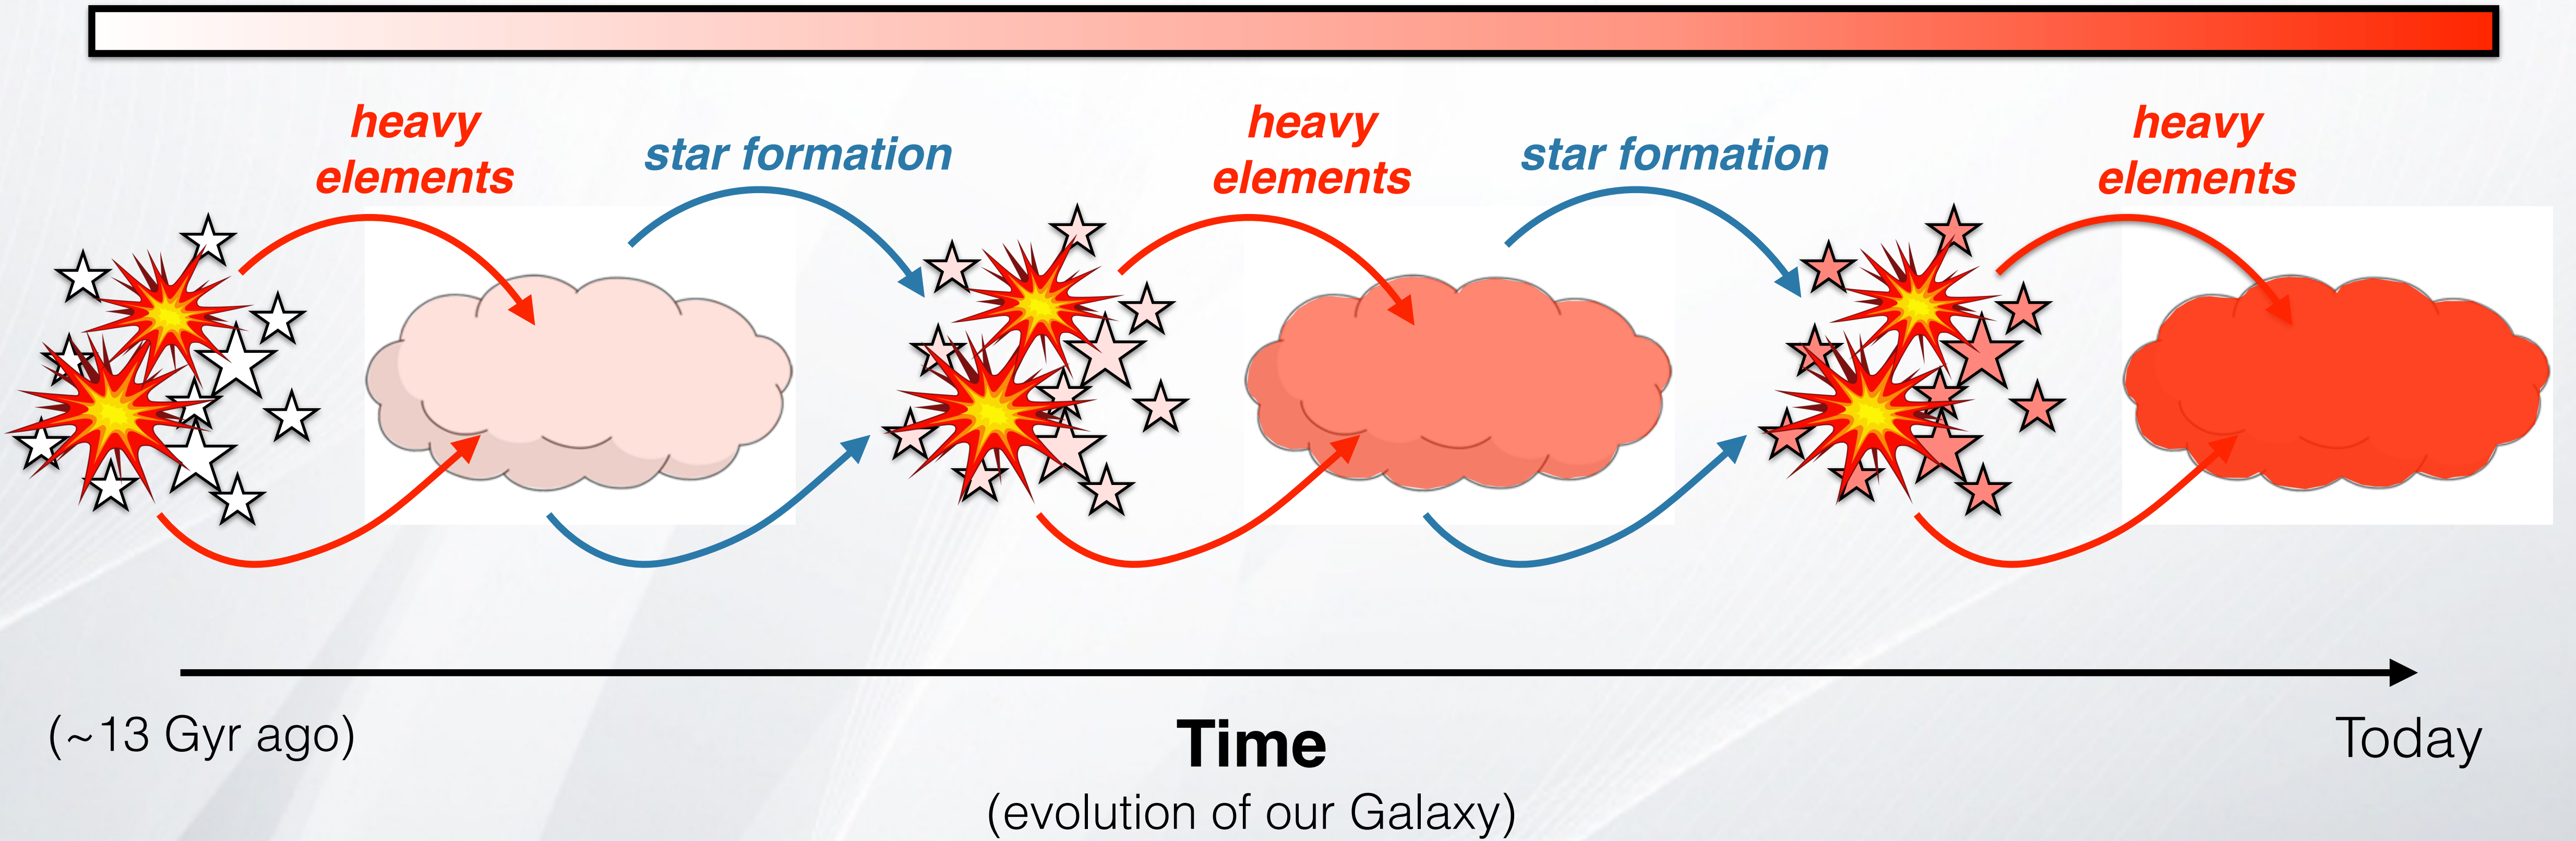 heavy
elements
star formation
heavy
elements
star formation
heavy
elements
(~13 Gyr ago)
Time
(evolution of our Galaxy)
Today